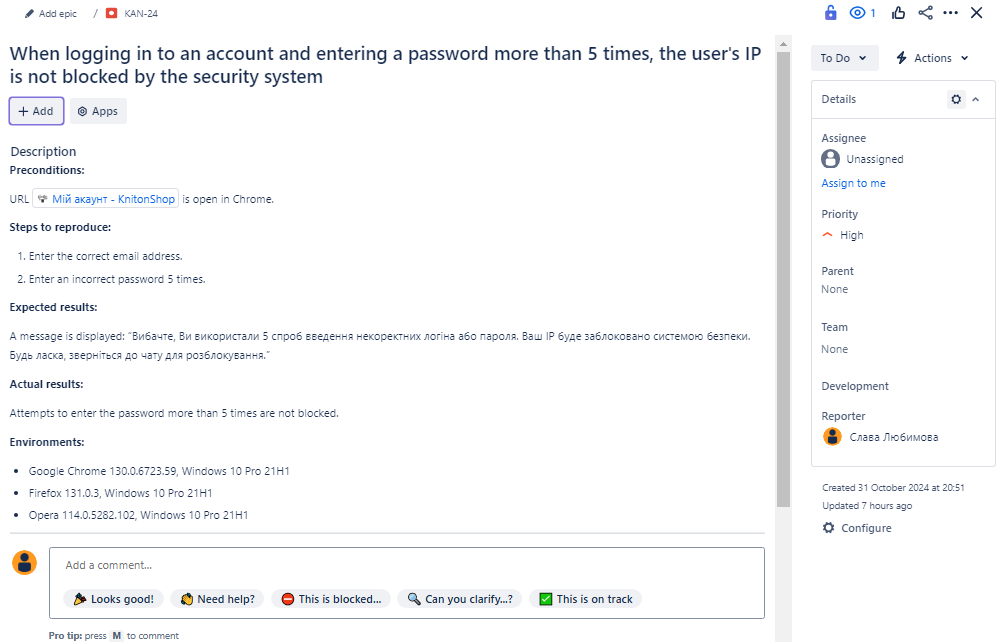 Add epic / KAN-24
1
When logging in to an account and entering a password more than 5 times, the user's IP
is not blocked by the security system
+ Add
Apps
Description
Preconditions:
URL Мій акаунт - KnitonShop is open in Chrome.
Steps to reproduce:
1. Enter the correct email address.
2. Enter an incorrect password 5 times.
Expected results:
A message is displayed: “Вибачте, Ви використали 5 спроб введення некоректних логіна або пароля. Ваш IP буде заблоковано системою безпеки.
Будь ласка, зверніться до чату для розблокування.”
Actual results:
Attempts to enter the password more than 5 times are not blocked.
Environments:
• Google Chrome 130.0.6723.59, Windows 10 Pro 21H1
• Firefox 131.0.3, Windows 10 Pro 21H1
• Opera 114.0.5282.102, Windows 10 Pro 21H1
Add a comment...
Looks good!
Need help?
This is blocked...
Can you clarify...?
This is on track
Pro tip: press M to comment
To Do
Actions
Details
Assignee
Unassigned
Assign to me
Priority
High
Parent
None
Team
None
Development
Reporter
Слава Любимова
Created 31 October 2024 at 20:51
Updated 7 hours ago
Configure